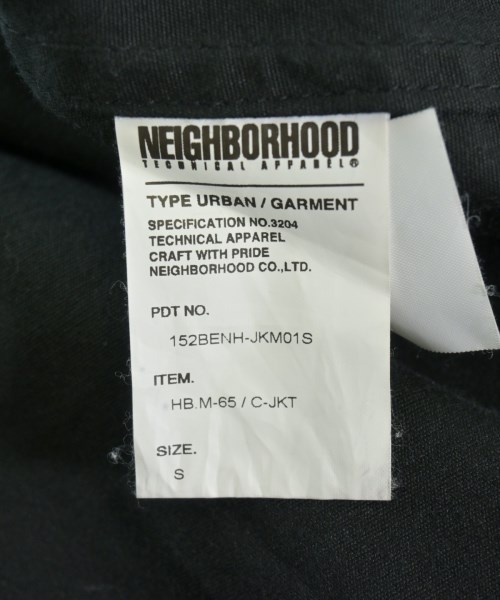 NEIGHBORHOOD
TECHNICAL APPAREL®
TYPE URBAN / GARMENT
SPECIFICATION NO.3204
TECHNICAL APPAREL
CRAFT WITH PRIDE
NEIGHBORHOOD CO.,LTD.
PDT NO.
152BENH-JKM01S
ITEM.
HB.M-65 / C-JKT
SIZE.
S